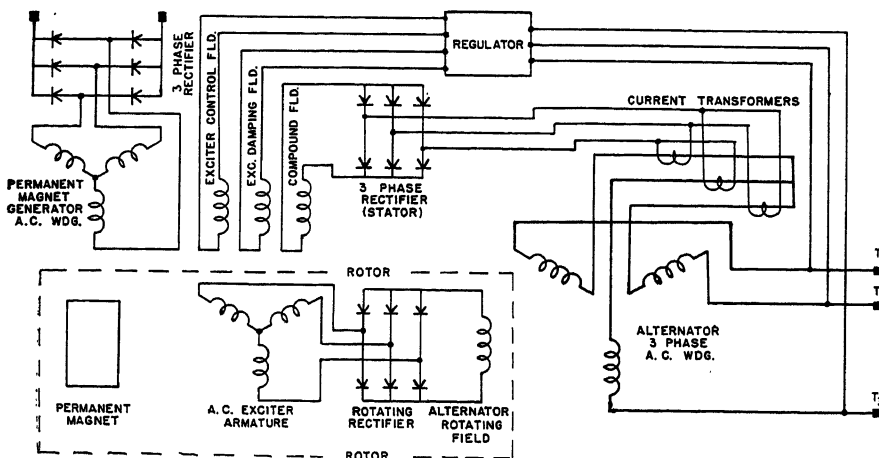 3 PHASE
RECTIFIER
EXCITER CONTROL FLD.
EXC. DAMPING FLD.
COMPOUND FLD.
REGULATOR
CURRENT TRANSFORMERS
PERMANENT
MAGNET
GENERATOR
A.C. WDG.
3 PHASE
RECTIFIER
(STATOR)
T
T
ALTERNATOR
3 PHASE
A.C. WDG.
T
ROTOR
PERMANENT
MAGNET
A.C. EXCITER
ARMATURE
ROTATING
RECTIFIER
ALTERNATOR
ROTATING
FIELD
ROTOR